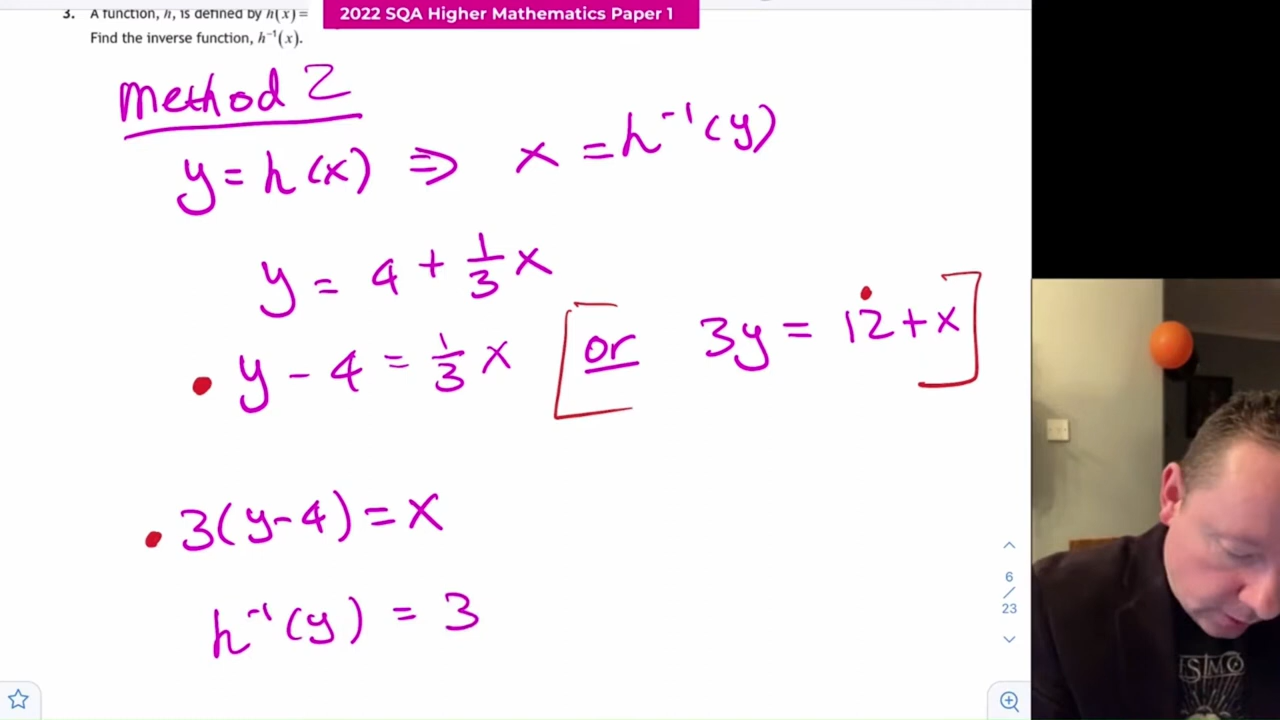 3. A function, h, is defined by h(x) =
2022 SQA Higher Mathematics Paper 1
Find the inverse function, h⁻¹(x).
Method 2
y = h(x) ⇒ x = h⁻¹(y)
y = 4 + 1/3 x
y - 4 = 1/3 x [or 3y = 12 + x]
3(y-4) = x
h⁻¹(y) = 3
6
/
23